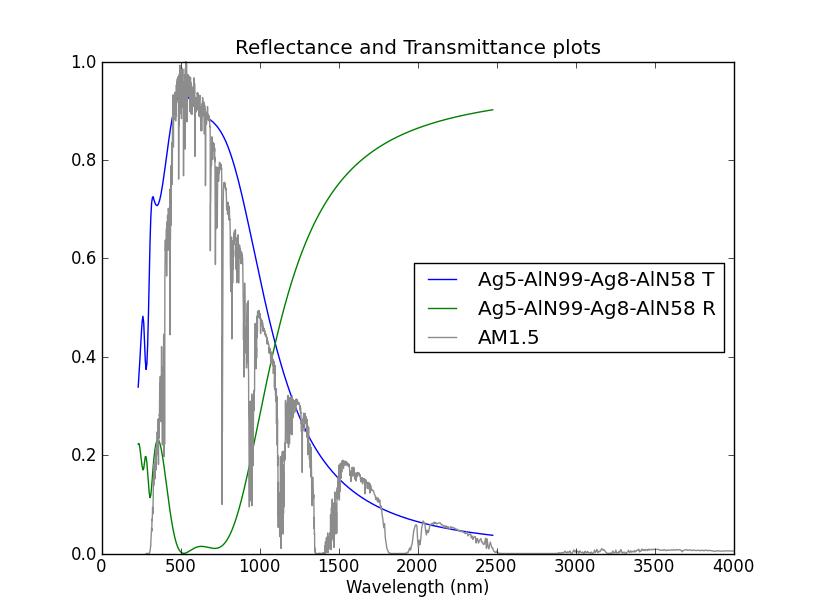 Reflectance and Transmittance plots
1.0
0.8
0.6
0.4
0.2
0.0
Ag5-AlN99-Ag8-AlN58 T
Ag5-AlN99-Ag8-AlN58 R
AM1.5
0 500 1000 1500 2000 2500 3000 3500 4000
Wavelength (nm)